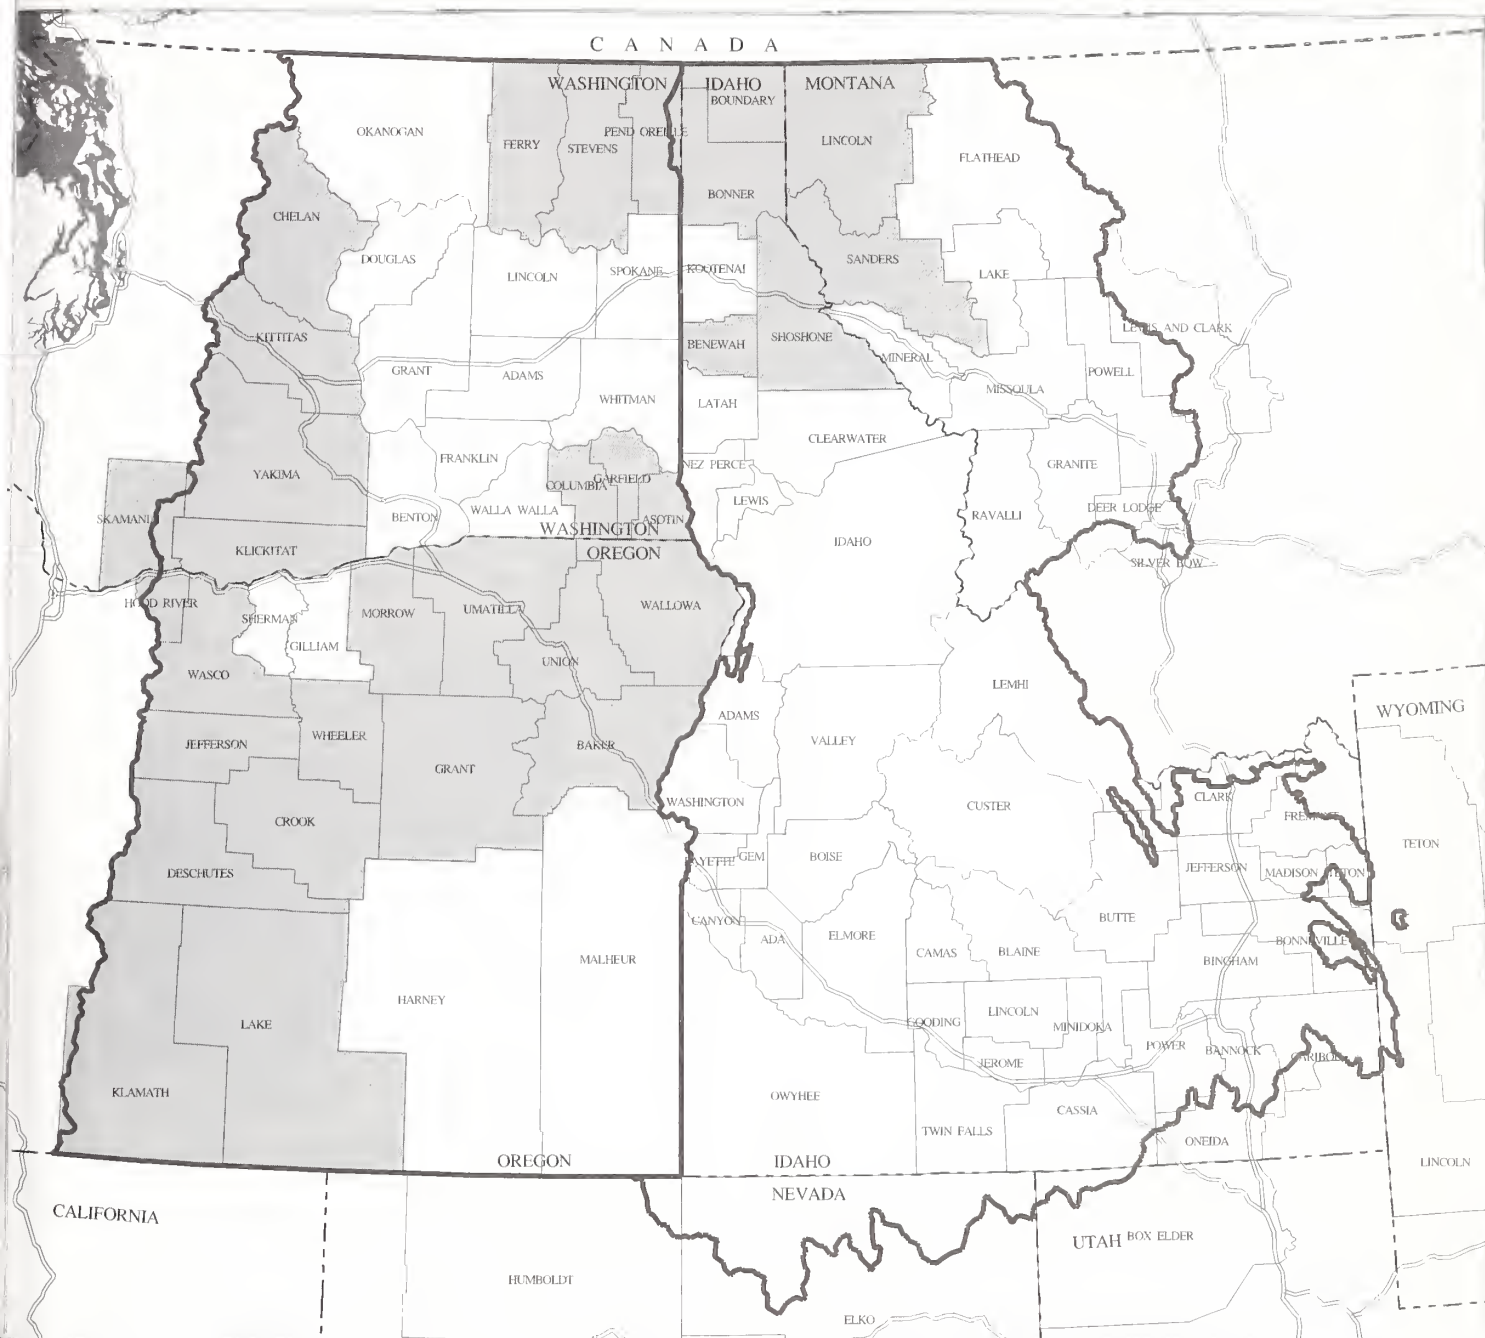 CANADA
WASHINGTON
IDAHO
MONTANA
BOUNDARY
OKANOGAN
PEND OREILLE
FERRY
STEVENS
LINCOLN
FLATHEAD
BONNER
CHELAN
DOUGLAS
LINCOLN
SPOKANE
KOOTENAI
SANDERS
LAKE
KITTITAS
LEWIS AND CLARK
BENEWAH
SHOSHONE
MINERAL
GRANT
ADAMS
POWELL
MISSOULA
WHITMAN
LATAH
CLEARWATER
FRANKLIN
NEZ PERCE
GRANITE
YAKIMA
GARFIELD
COLUMBIA
LEWIS
WALLA WALLA
DEER LODGE
BENTON
ASOTIN
RAVALLI
SKAMANIA
WASHINGTON
IDAHO
KLICKITAT
OREGON
SILVER BOW
HOOD RIVER
UMATILLA
WALLOWA
MORROW
SHERMAN
GILLIAM
UNION
WASCO
LEMHI
WYOMING
ADAMS
WHEELER
JEFFERSON
BAKER
VALLEY
GRANT
CLARK
WASHINGTON
CUSTER
CROOK
FREMONT
TETON
PAYETTE
GEM
BOISE
JEFFERSON
MADISON
TETON
DESCHUTES
BUTTE
CANYON
ELMORE
ADA
BONNEVILLE
CAMAS
BLAINE
BINGHAM
MALHEUR
HARNEY
LINCOLN
GOODING
LAKE
MINIDOKA
POWER
BANNOCK
CARIBOU
JEROME
KLAMATH
OWYHEE
CASSIA
TWIN FALLS
ONEIDA
OREGON
IDAHO
LINCOLN
NEVADA
CALIFORNIA
UTAH
BOX ELDER
HUMBOLDT
ELKO